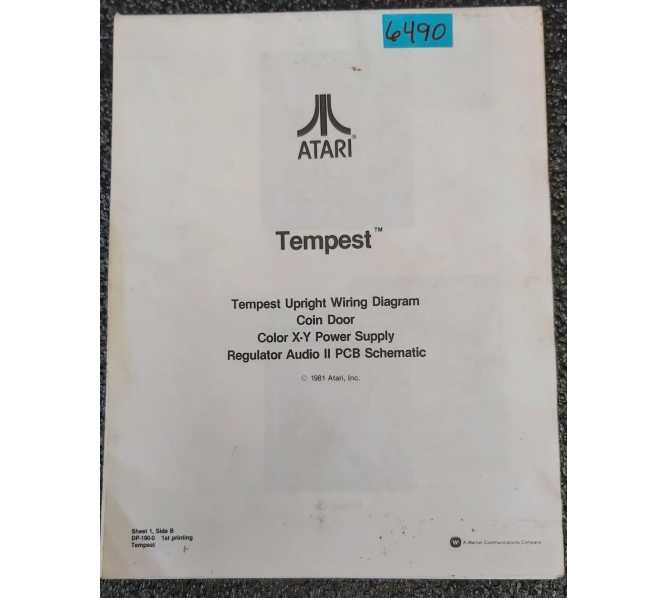 6490
ATARI®
Tempest™
Tempest Upright Wiring Diagram
Coin Door
Color X-Y Power Supply
Regulator Audio II PCB Schematic
© 1981 Atari, Inc.
Sheet 1, Side B
DP-190-0 1st printing
Tempest
A Warner Communications Company